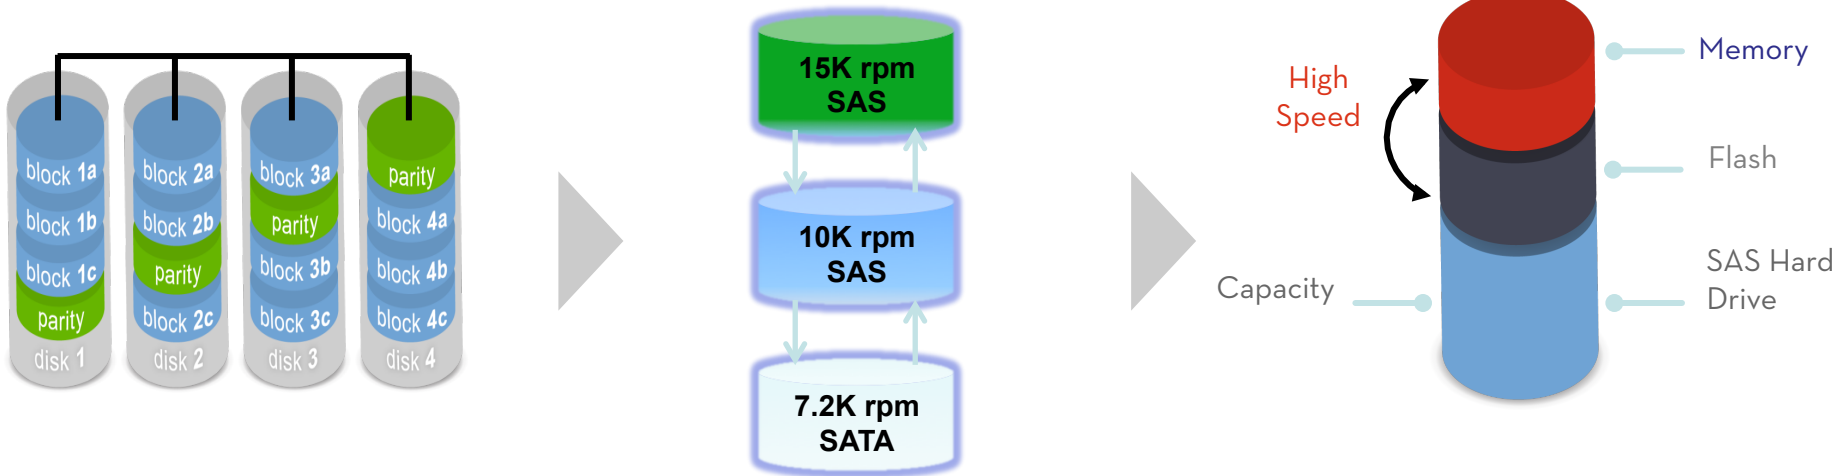 block 1a
block 1b
block 1c
parity
disk 1
block 2a
block 2b
parity
block 2c
disk 2
block 3a
parity
block 3b
block 3c
disk 3
parity
block 4a
block 4b
block 4c
disk 4
15K rpm
SAS
10K rpm
SAS
7.2K rpm
SATA
High
Speed
Capacity
Memory
Flash
SAS Hard
Drive